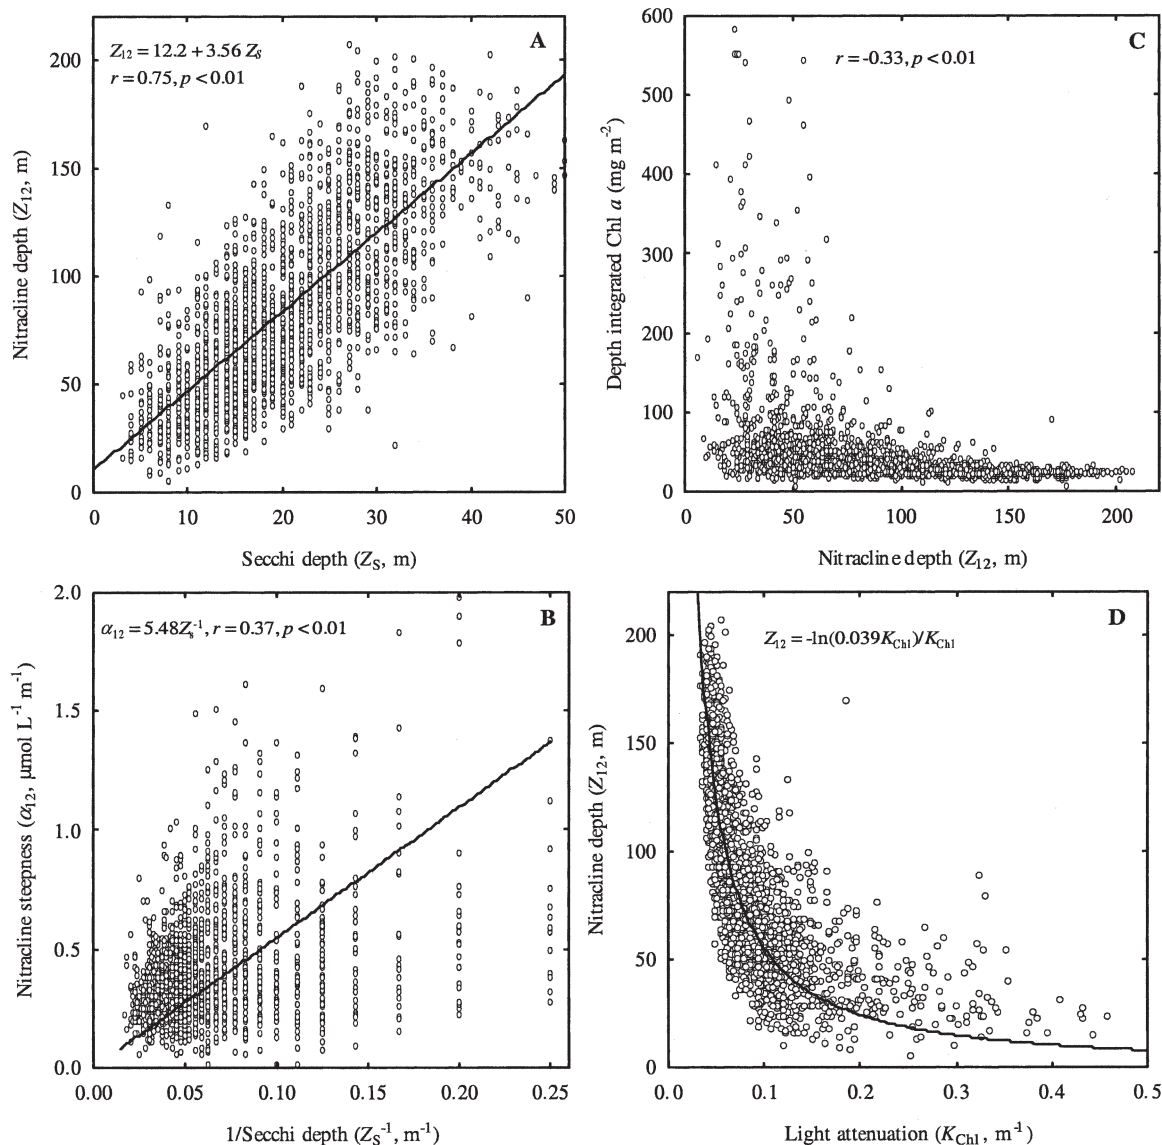 A
Z12 = 12.2 + 3.56 Zs
r = 0.75, p < 0.01
200
150
100
50
0
Nitracline depth (Z12, m)
0 10 20 30 40 50
Secchi depth (ZS, m)
C
r = -0.33, p < 0.01
600
500
400
300
200
100
0
Depth integrated Chl a (mg m-2)
0 50 100 150 200
Nitracline depth (Z12, m)
B
α12 = 5.48Zs-1, r = 0.37, p < 0.01
2.0
1.5
1.0
0.5
0.0
Nitracline steepness (α12, μmol L-1 m-1)
0.00 0.05 0.10 0.15 0.20 0.25
1/Secchi depth (ZS-1, m-1)
D
Z12 = -ln(0.039KChl)/KChl
200
150
100
50
0
Nitracline depth (Z12, m)
0.0 0.1 0.2 0.3 0.4 0.5
Light attenuation (KChl, m-1)